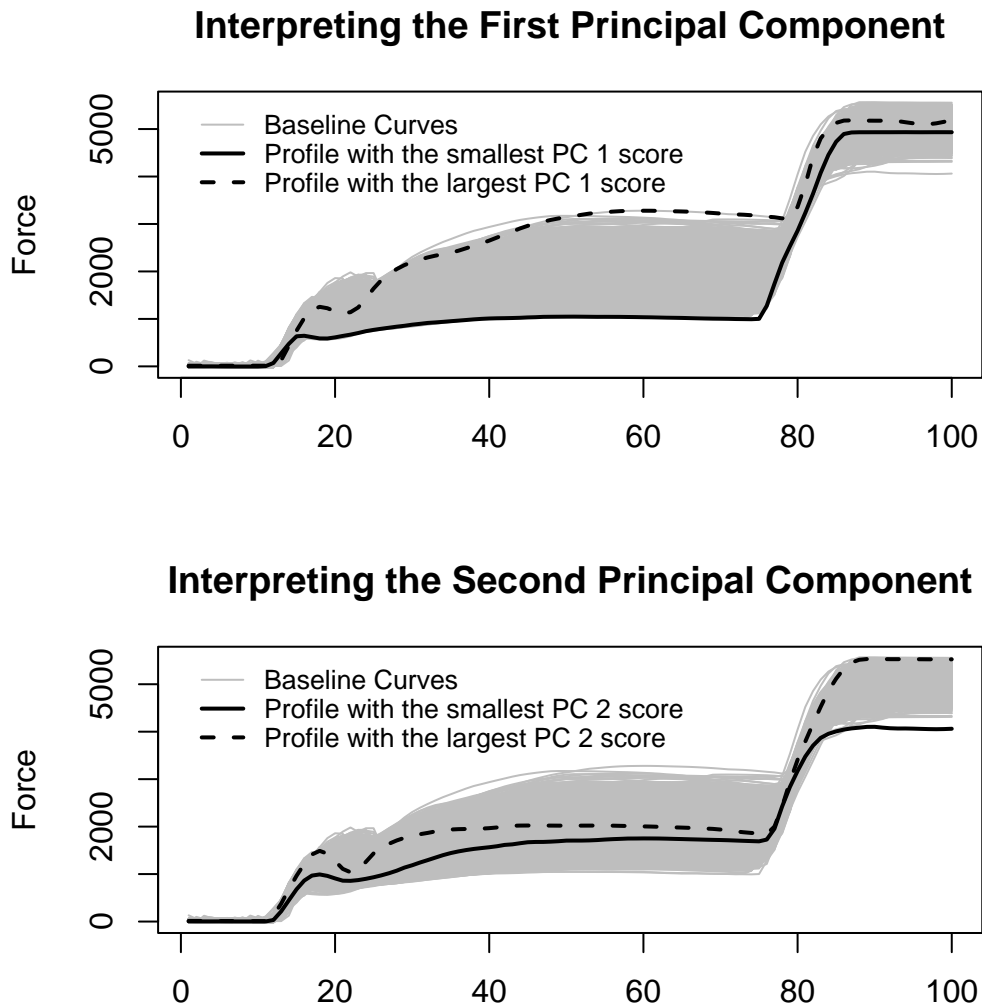 Interpreting the First Principal Component
Force
5000
2000
0
Baseline Curves
Profile with the smallest PC 1 score
Profile with the largest PC 1 score
0 20 40 60 80 100
Interpreting the Second Principal Component
Force
5000
2000
0
Baseline Curves
Profile with the smallest PC 2 score
Profile with the largest PC 2 score
0 20 40 60 80 100